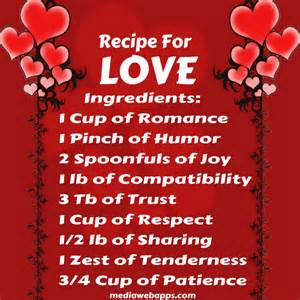 Recipe For
LOVE
Ingredients:
1 Cup of Romance
1 Pinch of Humor
2 Spoonfuls of Joy
1 lb of Compatibility
3 Tb of Trust
1 Cup of Respect
1/2 lb of Sharing
1 Zest of Tenderness
3/4 Cup of Patience
mediawebapps.com